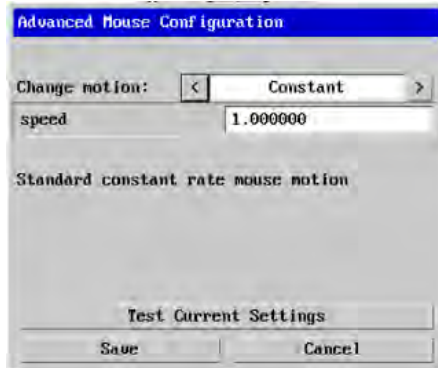 Advanced Mouse Configuration
Change motion: < Constant >
speed 1.000000
Standard constant rate mouse motion
Test Current Settings
Save Cancel